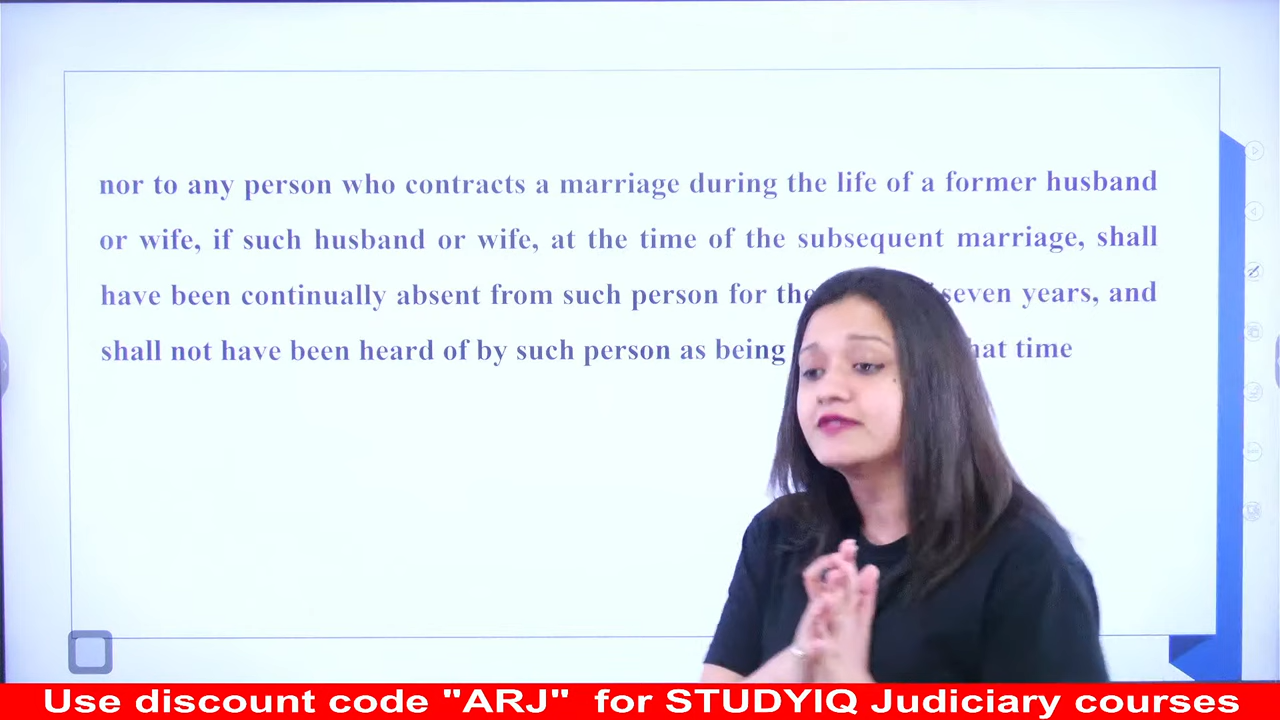 nor to any person who contracts a marriage during the life of a former husband
or wife, if such husband or wife, at the time of the subsequent marriage, shall
have been continually absent from such person for the seven years, and
shall not have been heard of by such person as being hat time
Use discount code "ARJ" for STUDYIQ Judiciary courses